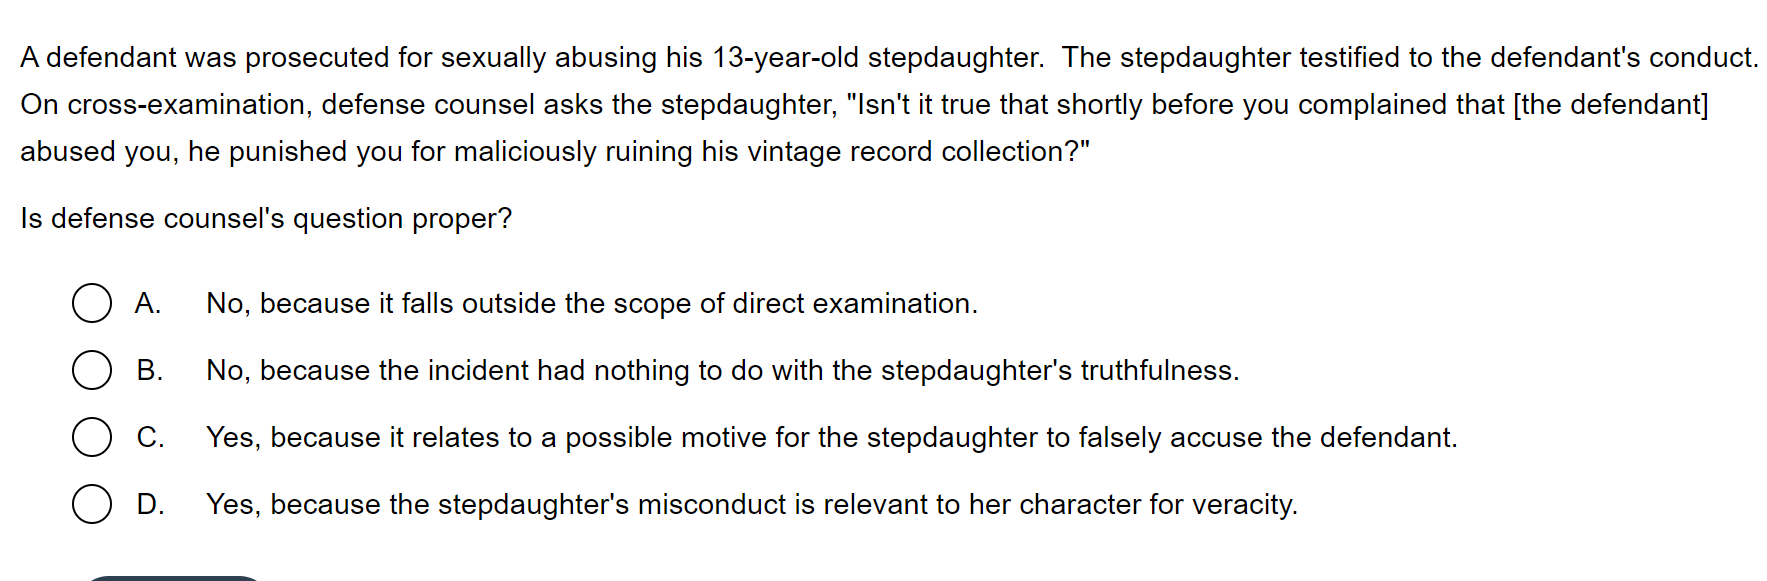 A defendant was prosecuted for sexually abusing his 13-year-old stepdaughter.  The stepdaughter testified to the defendant's conduct.
On cross-examination, defense counsel asks the stepdaughter, "Isn't it true that shortly before you complained that [the defendant]
abused you, he punished you for maliciously ruining his vintage record collection?"
Is defense counsel's question proper?
A. No, because it falls outside the scope of direct examination.
B. No, because the incident had nothing to do with the stepdaughter's truthfulness.
C. Yes, because it relates to a possible motive for the stepdaughter to falsely accuse the defendant.
D. Yes, because the stepdaughter's misconduct is relevant to her character for veracity.